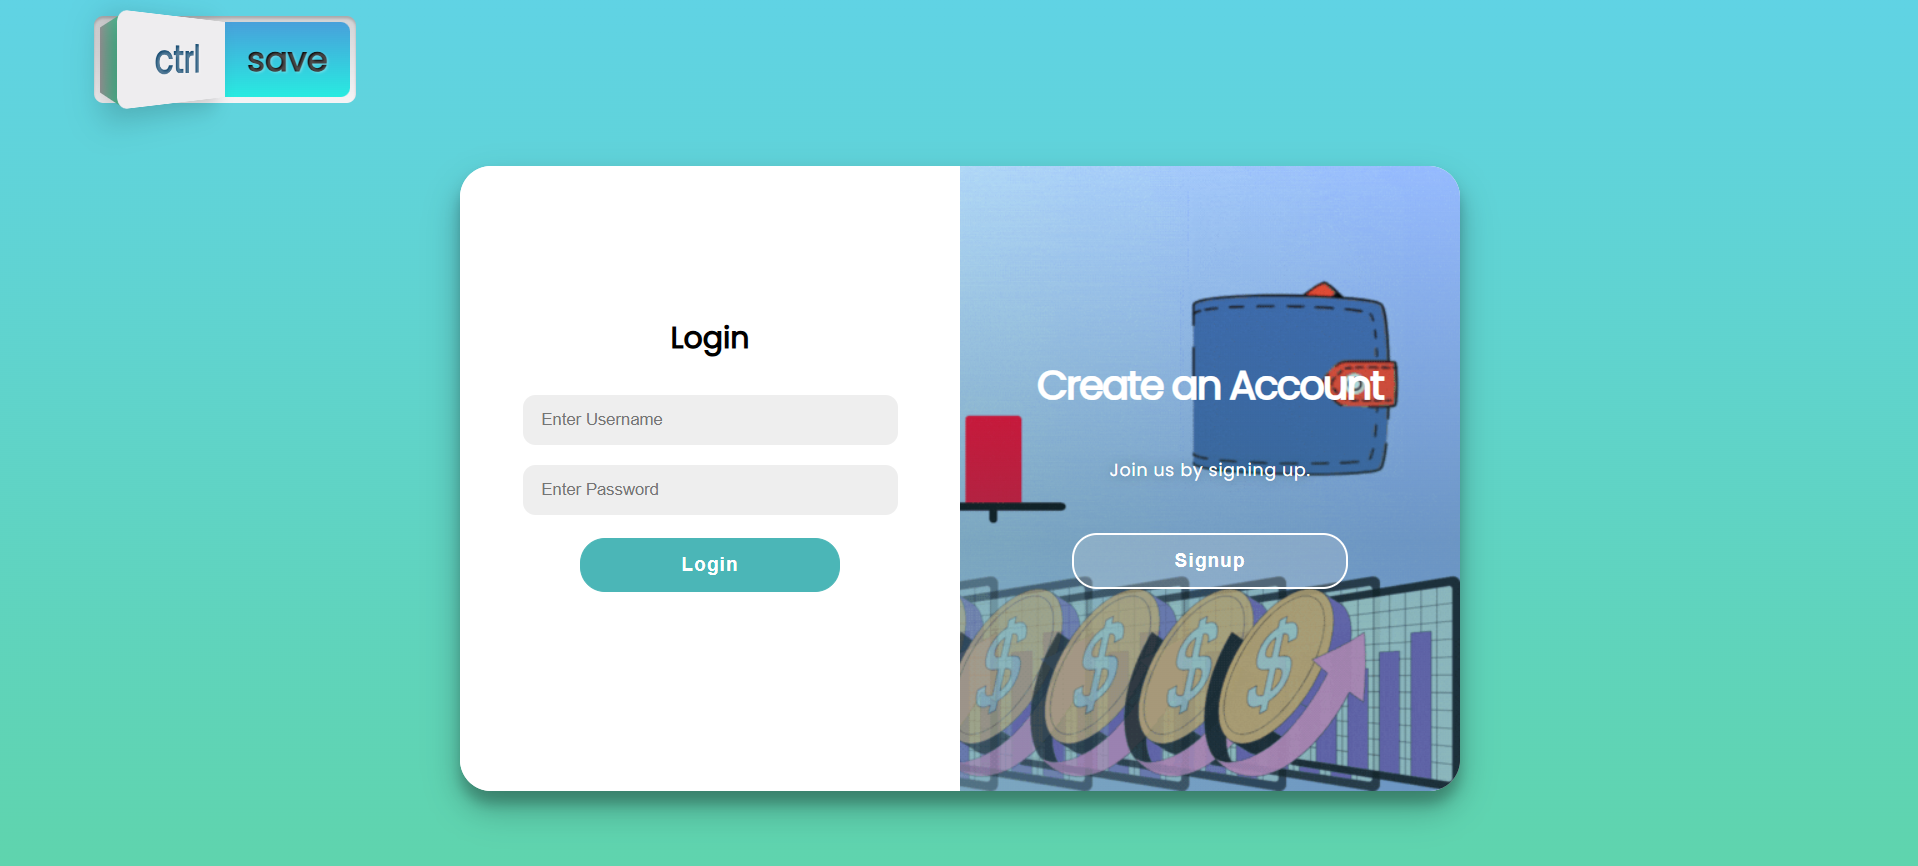 ctrl save
Login
Enter Username
Enter Password
Login
Create an Account
Join us by signing up.
Signup
$ $ $ $